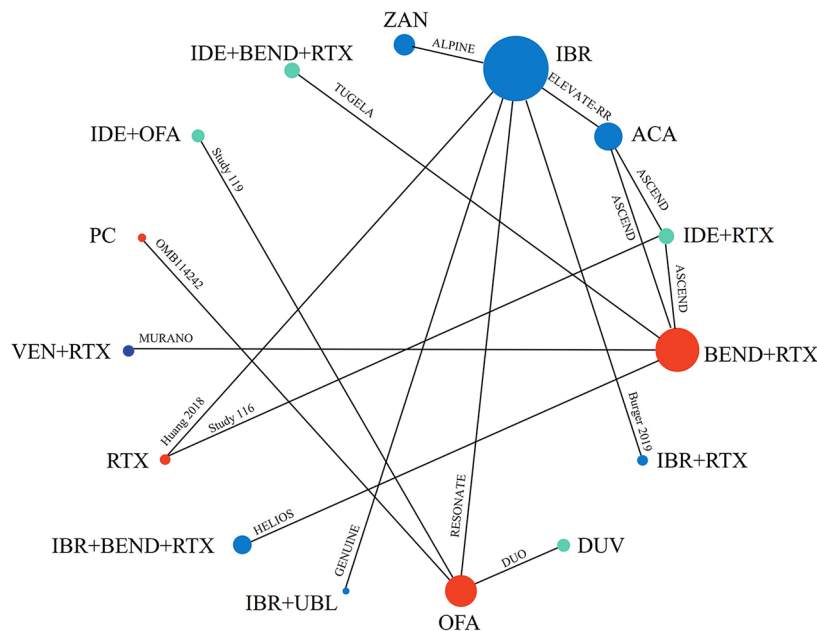 ZAN
ALPINE
IBR
IDE+BEND+RTX
TUGELA
ELEVATE-RR
IDE+OFA
ACA
Study 119
ASCEND
ASCEND
PC
OMB114242
IDE+RTX
ASCEND
MURANO
VEN+RTX
BEND+RTX
Huang 2018
Study 116
Burger 2019
RTX
IBR+RTX
RESONATE
HELIOS
IBR+BEND+RTX
GENUINE
DUO
DUV
IBR+UBL
OFA